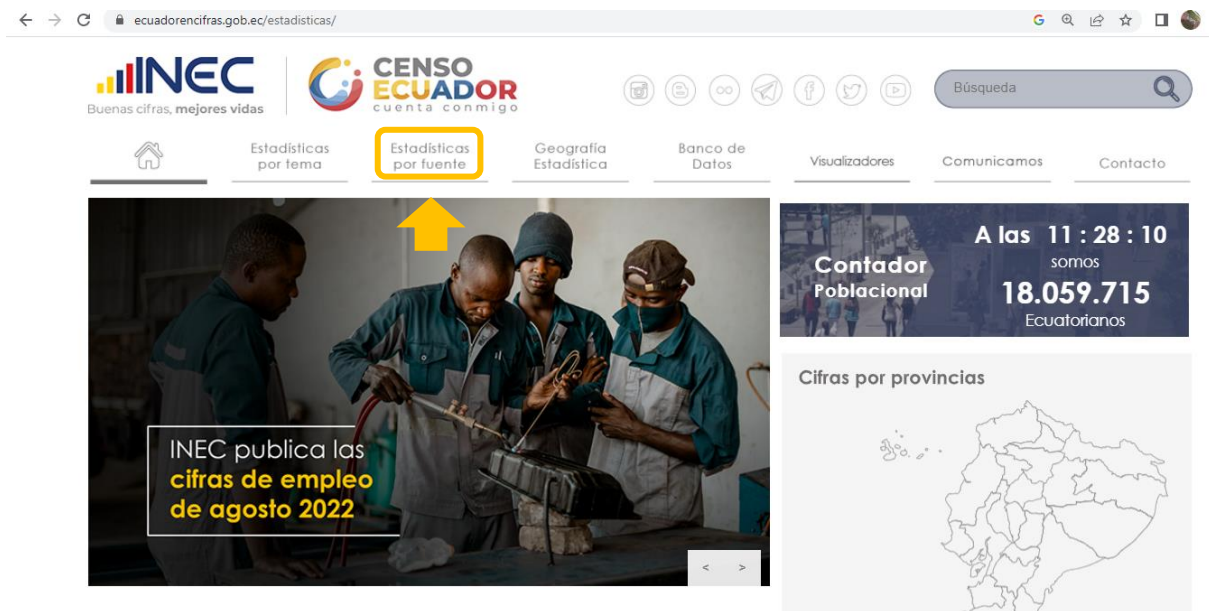 ecuadorencifras.gob.ec/estadisticas/
INEC
Buenas cifras, mejores vidas
CENSO
ECUADOR
cuenta conmigo
Búsqueda
Estadísticas
por tema
Estadísticas
por fuente
Geografía
Estadística
Banco de
Datos
Visualizadores
Comunicamos
Contacto
INEC publica las
cifras de empleo
de agosto 2022
< >
Contador
Poblacional
A las 11 : 28 : 10
somos
18.059.715
Ecuatorianos
Cifras por provincias